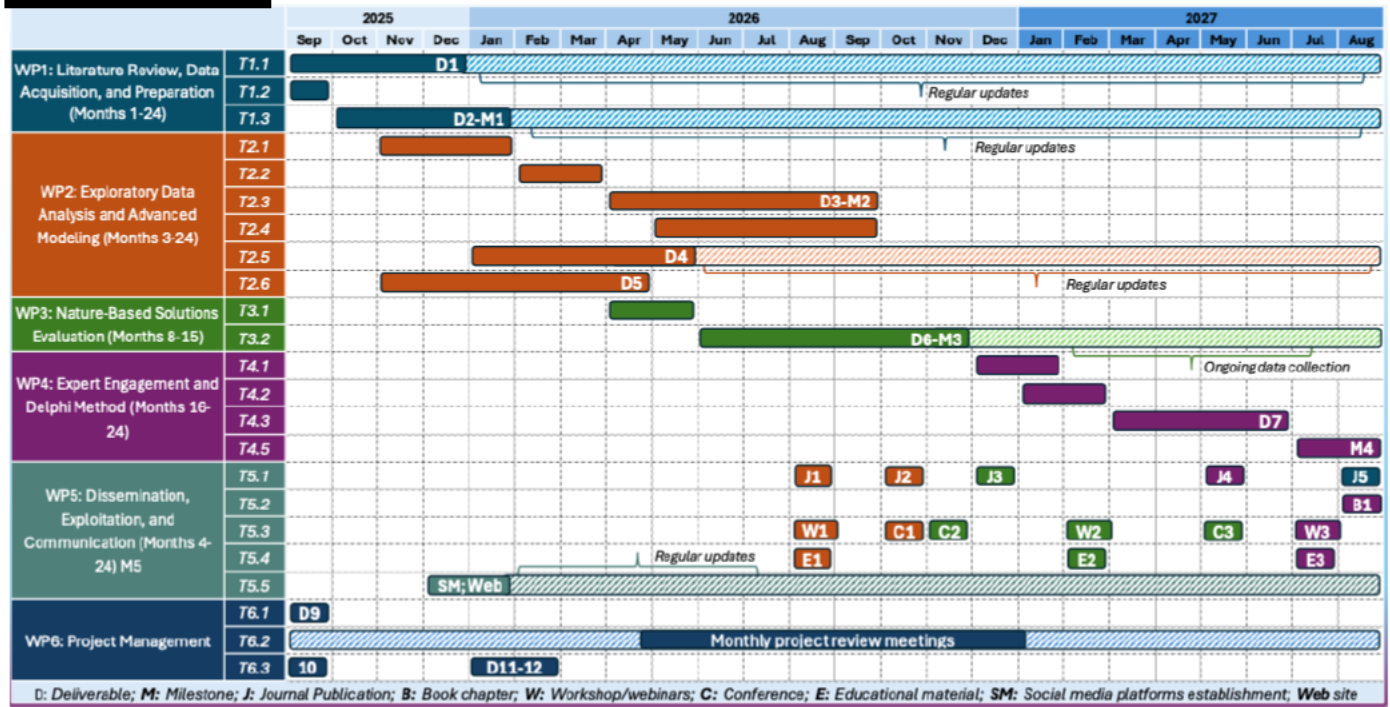 2025 2026 2027
Sep Oct Nov Dec Jan Feb Mar Apr May Jun Jul Aug Sep Oct Nov Dec Jan Feb Mar Apr May Jun Jul Aug
WP1: Literature Review, Data
Acquisition, and Preparation
(Months 1-24)
T1.1 D1
T1.2 Regular updates
T1.3 D2-M1
WP2: Exploratory Data
Analysis and Advanced
Modeling (Months 3-24)
T2.1 Regular updates
T2.2
T2.3 D3-M2
T2.4
T2.5 D4
T2.6 D5 Regular updates
WP3: Nature-Based Solutions
Evaluation (Months 8-15)
T3.1
T3.2 D6-M3
WP4: Expert Engagement and
Delphi Method (Months 16-
24)
T4.1 Ongoing data collection
T4.2
T4.3 D7
T4.5 M4
WP5: Dissemination,
Exploitation, and
Communication (Months 4-
24) M5
T5.1 J1 J2 J3 J4 J5
T5.2 B1
T5.3 W1 C1 C2 W2 C3 W3
T5.4 Regular updates E1 E2 E3
T5.5 SM; Web
WP6: Project Management
T6.1 D9
T6.2 Monthly project review meetings
T6.3 10 D11-12
D: Deliverable; M: Milestone; J: Journal Publication; B: Book chapter; W: Workshop/webinars; C: Conference; E: Educational material; SM: Social media platforms establishment; Web site